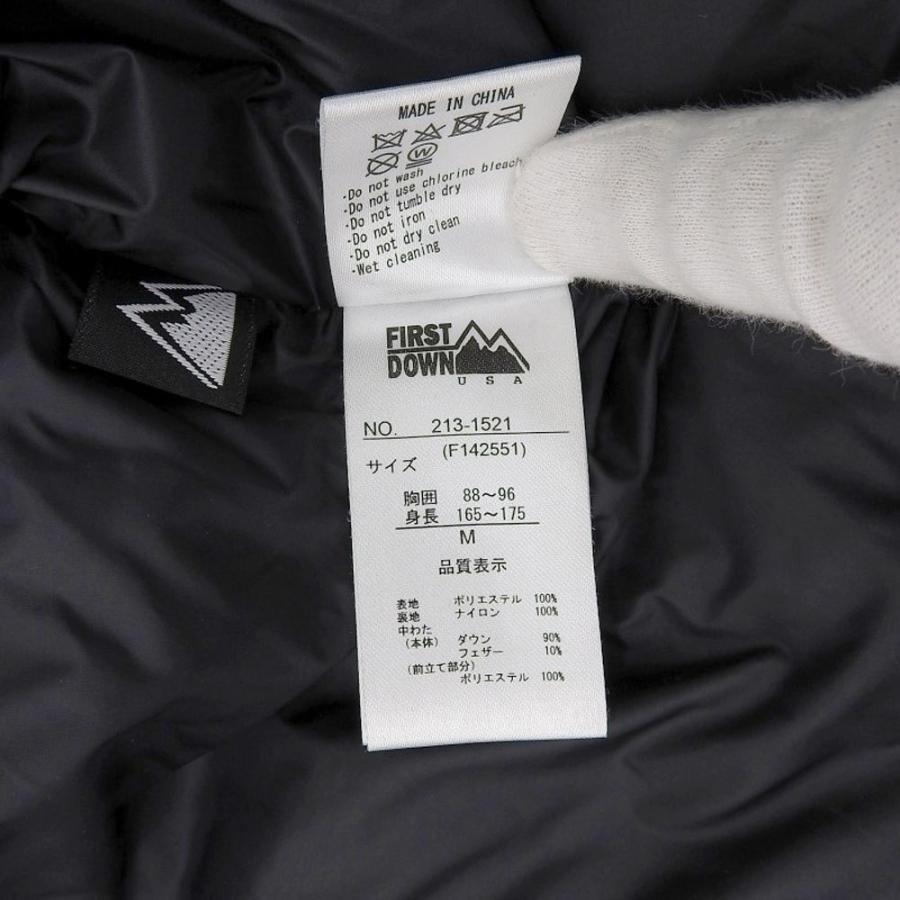 MADE IN CHINA
W
-Do not wash
-Do not use chlorine bleach
-Do not tumble dry
-Do not iron
-Do not dry clean
-Wet cleaning
FIRST
DOWN
USA
NO. 213-1521
(F142551)
サイズ
胸囲 88～96
身長 165～175
M
品質表示
表地 ポリエステル 100%
裏地 ナイロン 100%
中わた
(本体) ダウン 90%
フェザー 10%
(前立て部分)
ポリエステル 100%